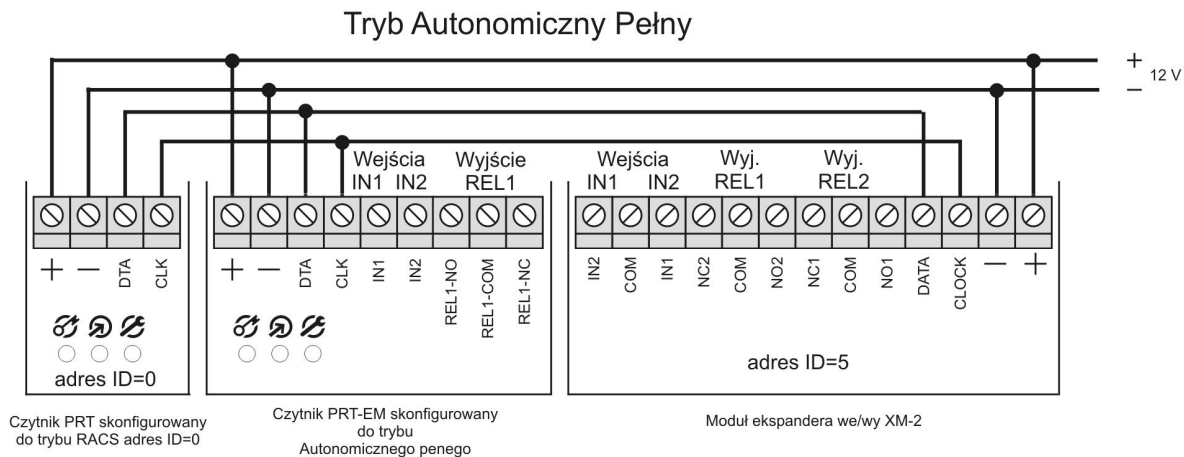 Tryb Autonomiczny Pełny
+
12 V
−
Wejścia
IN1 IN2
Wyjście
REL1
Wejścia
IN1 IN2
Wyj.
REL1
Wyj.
REL2
+ − DTA CLK
+ − DTA CLK IN1 IN2 REL1-NO REL1-COM REL1-NC
IN2 COM IN1 NC2 COM NO2 NC1 COM NO1 DATA CLOCK − +
adres ID=0
adres ID=5
Czytnik PRT skonfigurowany
do trybu RACS adres ID=0
Czytnik PRT-EM skonfigurowany
do trybu
Autonomicznego penego
Moduł ekspandera we/wy XM-2